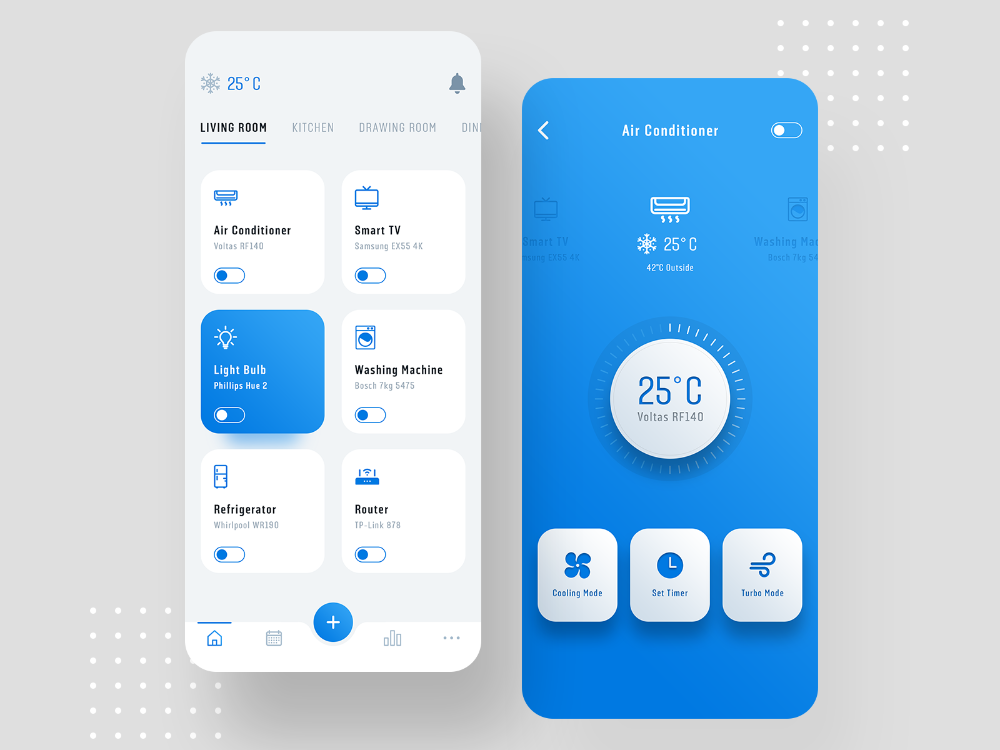 25° C
LIVING ROOM
KITCHEN
DRAWING ROOM
DIN
Air Conditioner
Voltas RF140
Smart TV
Samsung EX55 4K
Light Bulb
Phillips Hue 2
Washing Machine
Bosch 7kg 5475
Refrigerator
Whirlpool WR190
Router
TP-Link 878
Air Conditioner
Smart TV
msung EX55 4K
25° C
42°C Outside
Washing Mac
Bosch 7kg 54
25°C
Voltas RF140
Cooling Mode
Set Timer
Turbo Mode